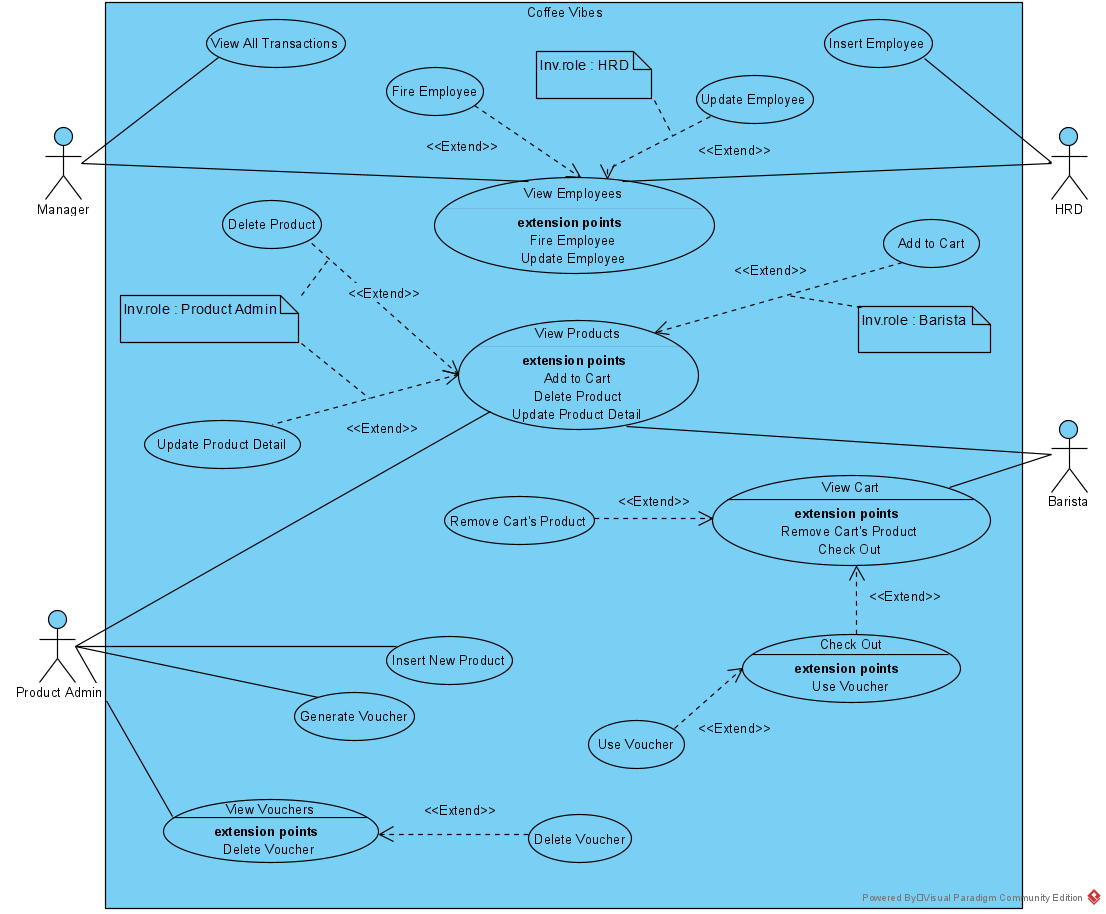 Coffee Vibes
View All Transactions
Insert Employee
Inv.role : HRD
Fire Employee
Update Employee
<<Extend>>
<<Extend>>
Manager
HRD
View Employees
extension points
Fire Employee
Update Employee
Delete Product
Add to Cart
<<Extend>>
<<Extend>>
Inv.role : Product Admin
Inv.role : Barista
View Products
extension points
Add to Cart
Delete Product
Update Product Detail
<<Extend>>
Update Product Detail
Barista
View Cart
extension points
Remove Cart's Product
Check Out
<<Extend>>
Remove Cart's Product
<<Extend>>
Check Out
extension points
Use Voucher
Product Admin
Insert New Product
Generate Voucher
<<Extend>>
Use Voucher
View Vouchers
extension points
Delete Voucher
<<Extend>>
Delete Voucher
Powered By Visual Paradigm Community Edition